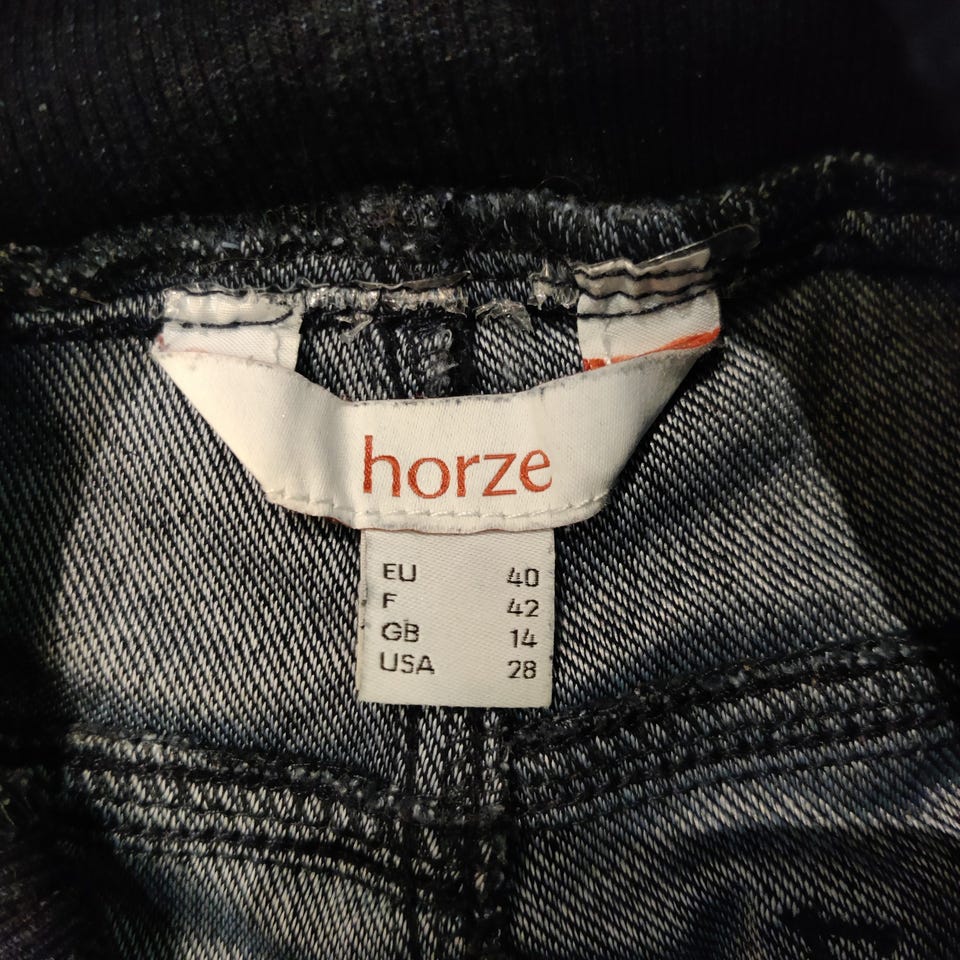 horze
EU 40
F 42
GB 14
USA 28